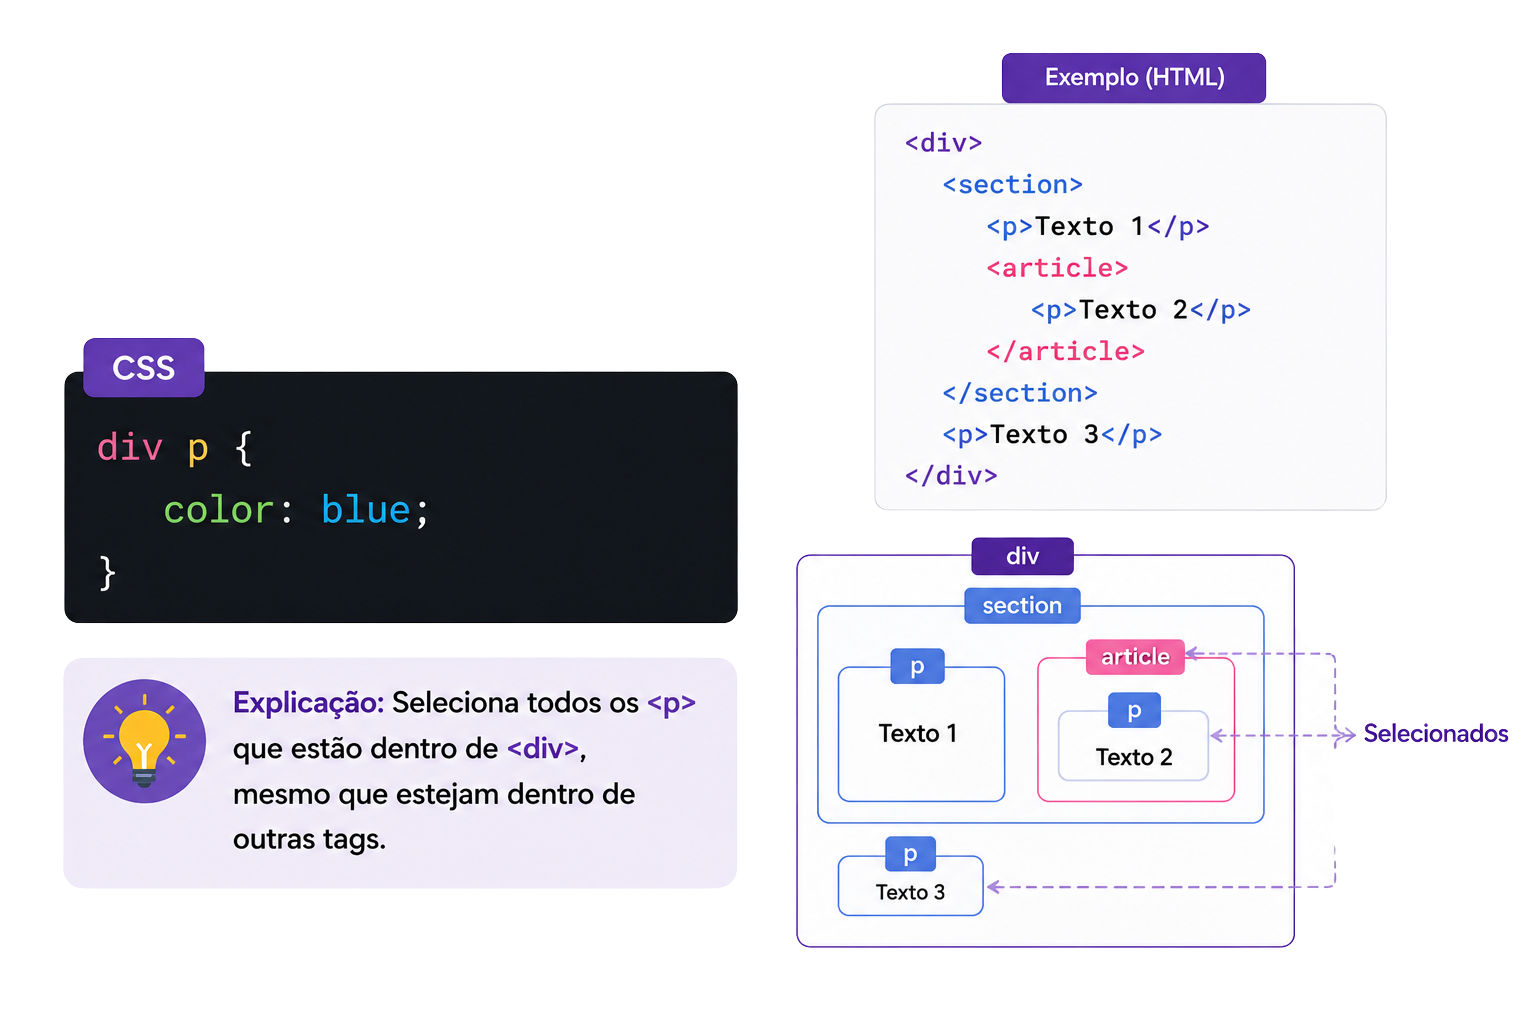 CSS
div p {
color: blue;
}
Explicação: Seleciona todos os <p>
que estão dentro de <div>,
mesmo que estejam dentro de
outras tags.
Exemplo (HTML)
<div>
<section>
<p>Texto 1</p>
<article>
<p>Texto 2</p>
</article>
</section>
<p>Texto 3</p>
</div>
div
section
p
Texto 1
article
p
Texto 2
Selecionados
p
Texto 3